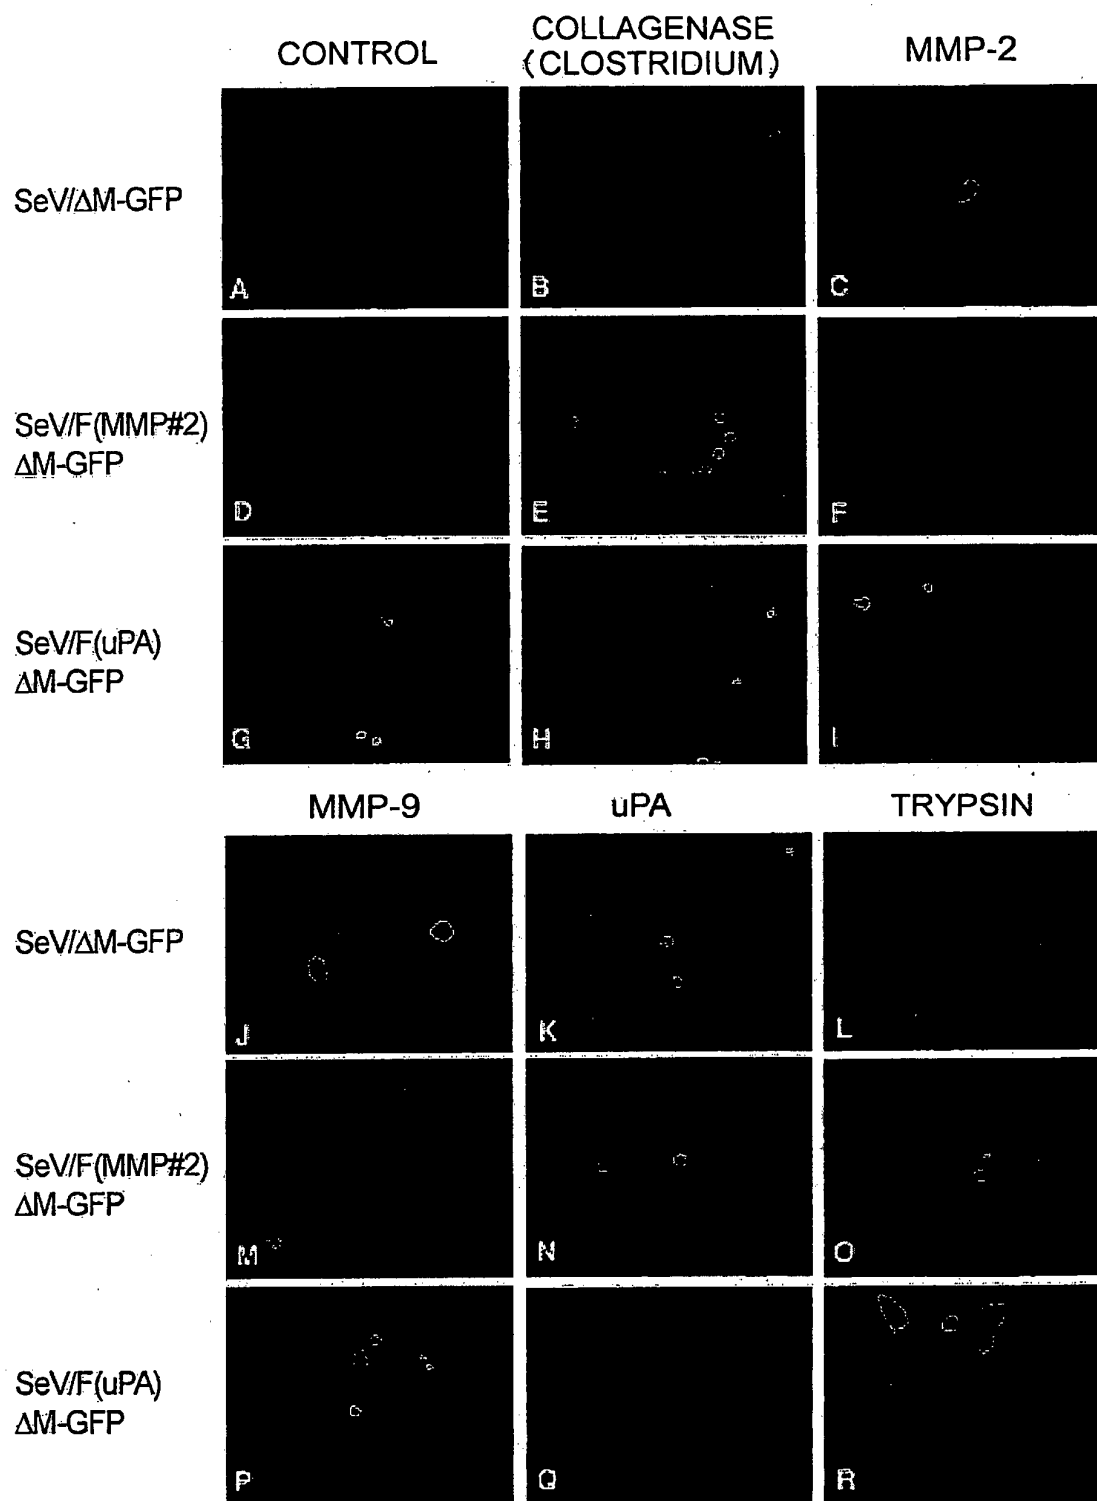 CONTROL
COLLAGENASE
(CLOSTRIDIUM)
MMP-2
SeV/ΔM-GFP
A
B
C
SeV/F(MMP#2)
ΔM-GFP
D
E
F
SeV/F(uPA)
ΔM-GFP
G
H
I
MMP-9
uPA
TRYPSIN
SeV/ΔM-GFP
J
K
L
SeV/F(MMP#2)
ΔM-GFP
M
N
O
SeV/F(uPA)
ΔM-GFP
P
Q
R